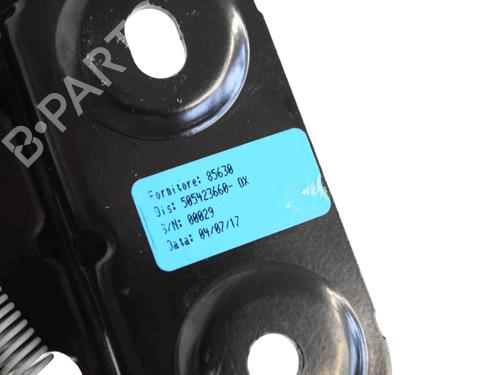 B·PARTS
Fornitore: 85630
Dis: 505423660- DX
S/N: 00029
Data: 04/07/17